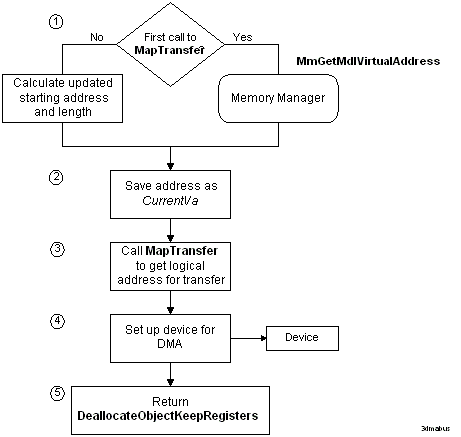 1
First call to
MapTransfer?
No
Yes
MmGetMdlVirtualAddress
Calculate updated
starting address
and length
Memory Manager
2
Save address as
CurrentVa
3
Call MapTransfer
to get logical
address for transfer
4
Set up device for
DMA
Device
5
Return
DeallocateObjectKeepRegisters
3dmabus